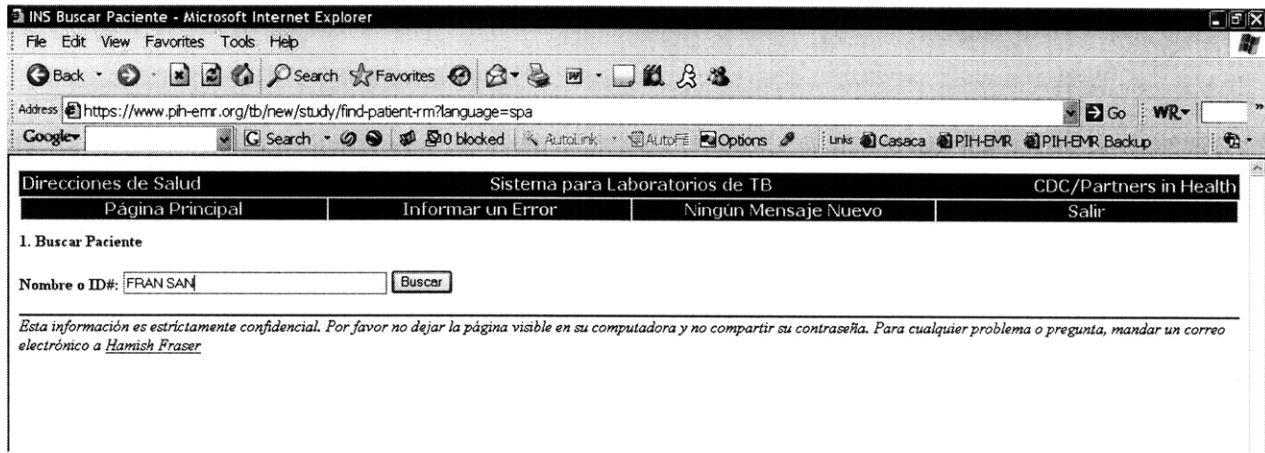 INS Buscar Paciente - Microsoft Internet Explorer
File Edit View Favorites Tools Help
Back Search Favorites
Address https://www.pih-emr.org/tb/new/study/find-patient-rm?language=spa Go WR
Google Search 0 blocked AutoLink AutoFill Options Links Casaca PIH-EMR PIH-EMR Backup
Direcciones de Salud Sistema para Laboratorios de TB CDC/Partners in Health
Página Principal Informar un Error Ningún Mensaje Nuevo Salir
1. Buscar Paciente
Nombre o ID#: FRAN SAN Buscar
Esta información es estríctamente confidencial. Por favor no dejar la página visible en su computadora y no compartir su contraseña. Para cualquier problema o pregunta, mandar un correo
electrónico a Hamish Fraser